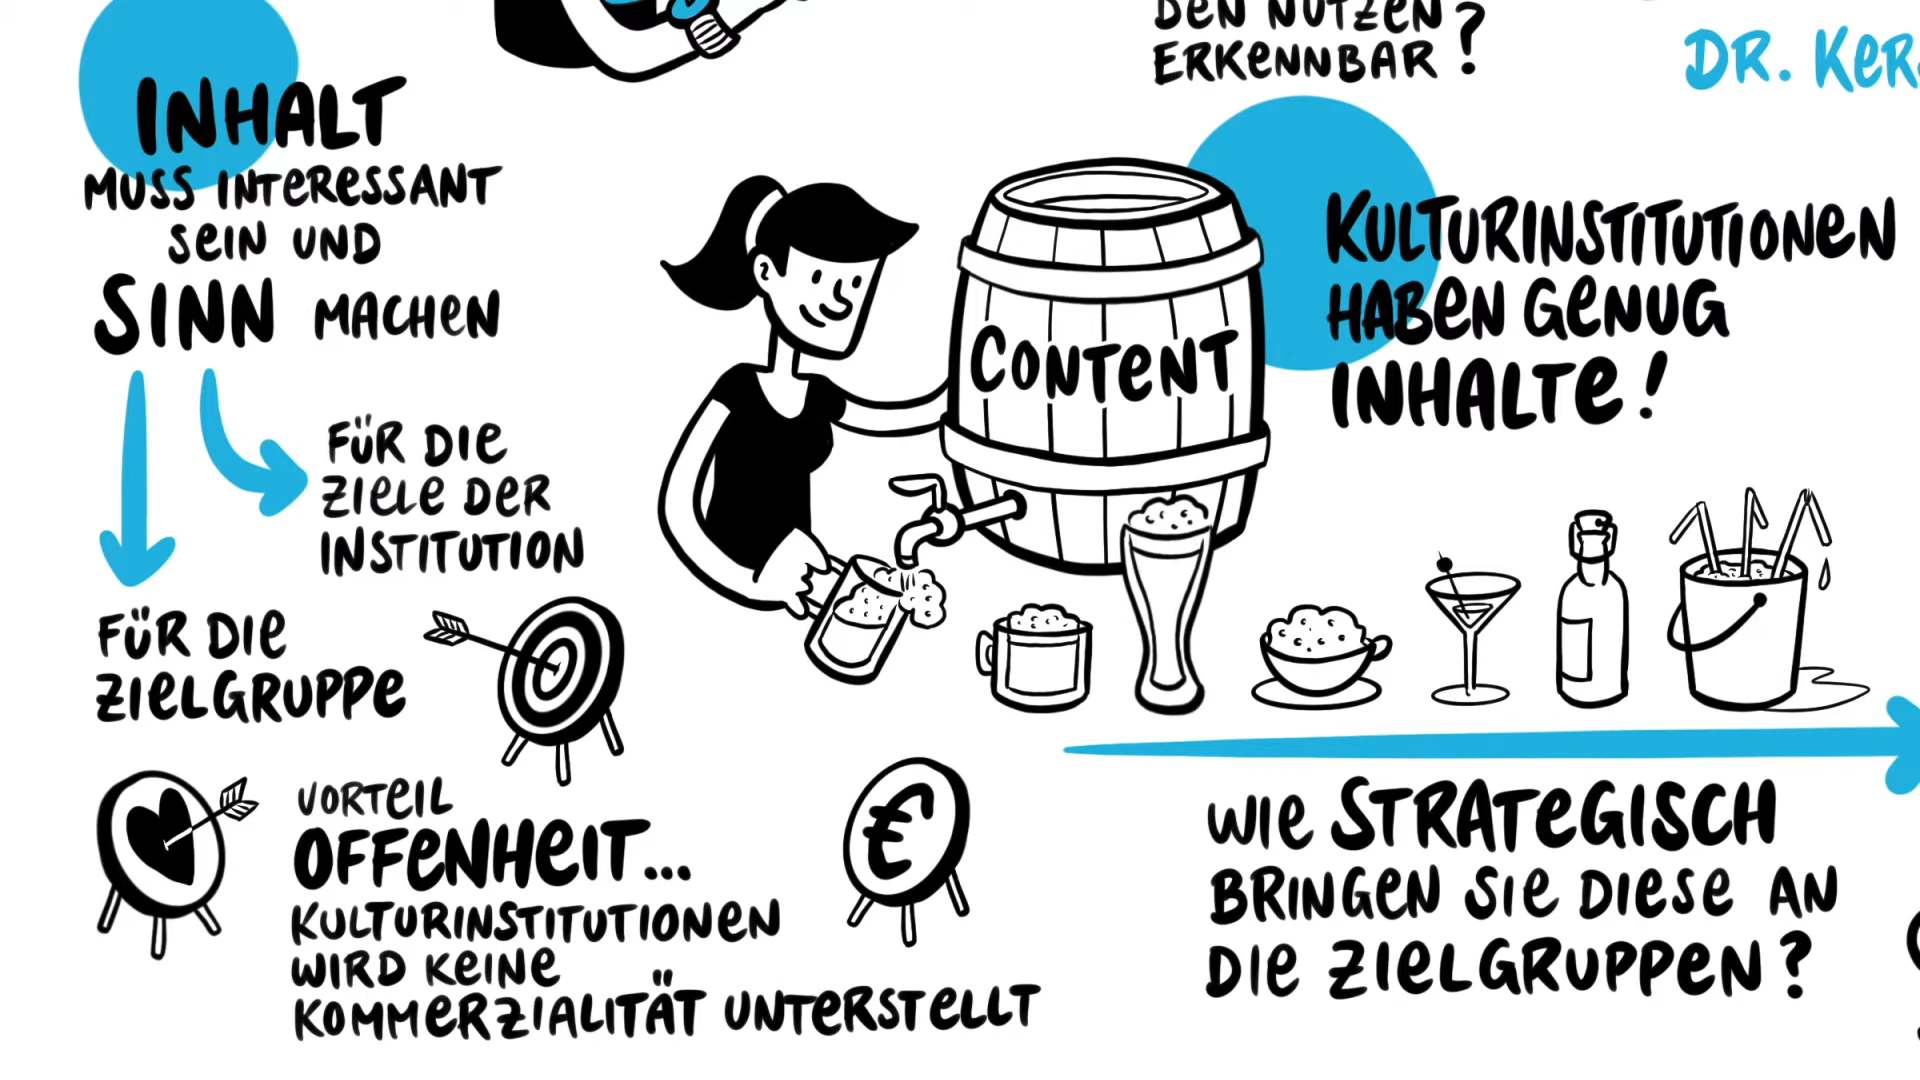 DEN NUTZEN
ERKENNBAR?
DR.
INHALT
MUSS INTERESSANT
SEIN UND
SINN MACHEN
FÜR DIE
ZIELE DER
INSTITUTION
FÜR DIE
ZIELGRUPPE
CONTENT
KULTURINSTITUTIONEN
HABEN GENUG
INHALTE!
VORTEIL
OFFENHEIT...
KULTURINSTITUTIONEN
WIRD KEINE
KOMMERZIALITÄT UNTERSTELLT
€
WIE STRATEGISCH
BRINGEN SIE DIESE AN
DIE ZIELGRUPPEN?